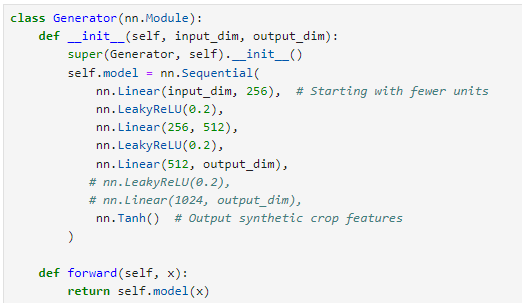 class Generator(nn.Module):
    def __init__(self, input_dim, output_dim):
        super(Generator, self).__init__()
        self.model = nn.Sequential(
            nn.Linear(input_dim, 256),  # Starting with fewer units
            nn.LeakyReLU(0.2),
            nn.Linear(256, 512),
            nn.LeakyReLU(0.2),
            nn.Linear(512, output_dim),
           # nn.LeakyReLU(0.2),
           # nn.Linear(1024, output_dim),
            nn.Tanh()  # Output synthetic crop features
        )
    def forward(self, x):
        return self.model(x)